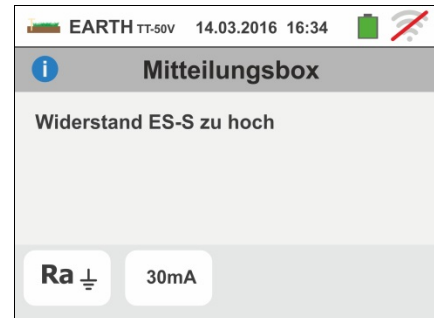 EARTH TT-50V 14.03.2016 16:34
i Mitteilungsbox
Widerstand ES-S zu hoch
Ra ⏚ 30mA